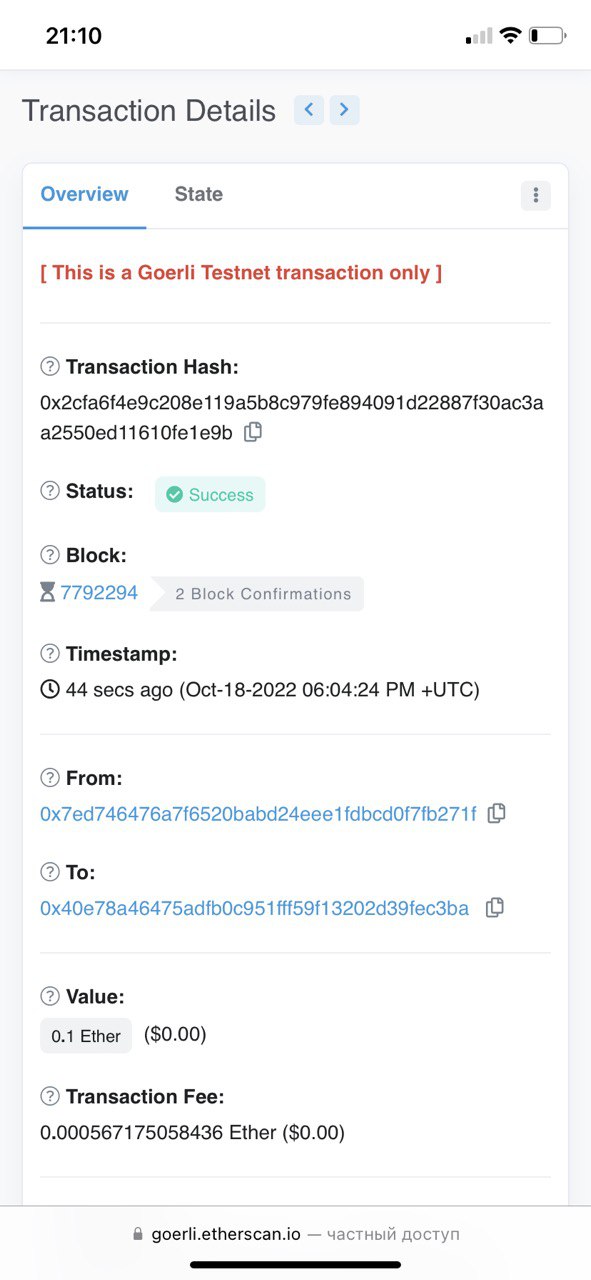 21:10
Transaction Details
Overview State
[ This is a Goerli Testnet transaction only ]
Transaction Hash:
0x2cfa6f4e9c208e119a5b8c979fe894091d22887f30ac3a
a2550ed11610fe1e9b
Status: Success
Block:
7792294 2 Block Confirmations
Timestamp:
44 secs ago (Oct-18-2022 06:04:24 PM +UTC)
From:
0x7ed746476a7f6520babd24eee1fdbcd0f7fb271f
To:
0x40e78a46475adfb0c951fff59f13202d39fec3ba
Value:
0.1 Ether ($0.00)
Transaction Fee:
0.000567175058436 Ether ($0.00)
goerli.etherscan.io — частный доступ